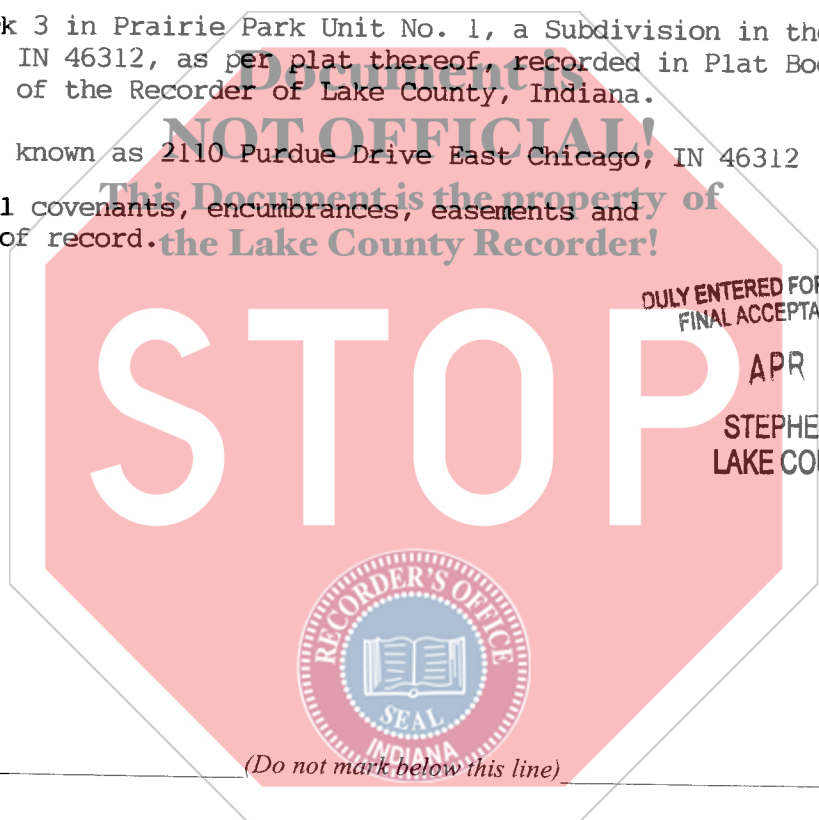 k 3 in Prairie Park Unit No. 1, a Subdivision in the
IN 46312, as per plat thereof, recorded in Plat Boo
of the Recorder of Lake County, Indiana.
Document is
NOT OFFICIAL!
known as 2110 Purdue Drive East Chicago, IN 46312
This Document is the property of
l covenants, encumbrances, easements and
of record.
the Lake County Recorder!
DULY ENTERED FOR
FINAL ACCEPTA
APR
STEPHE
LAKE COU
STOP
RECORDER'S OFFICE
SEAL
INDIANA
(Do not mark below this line)